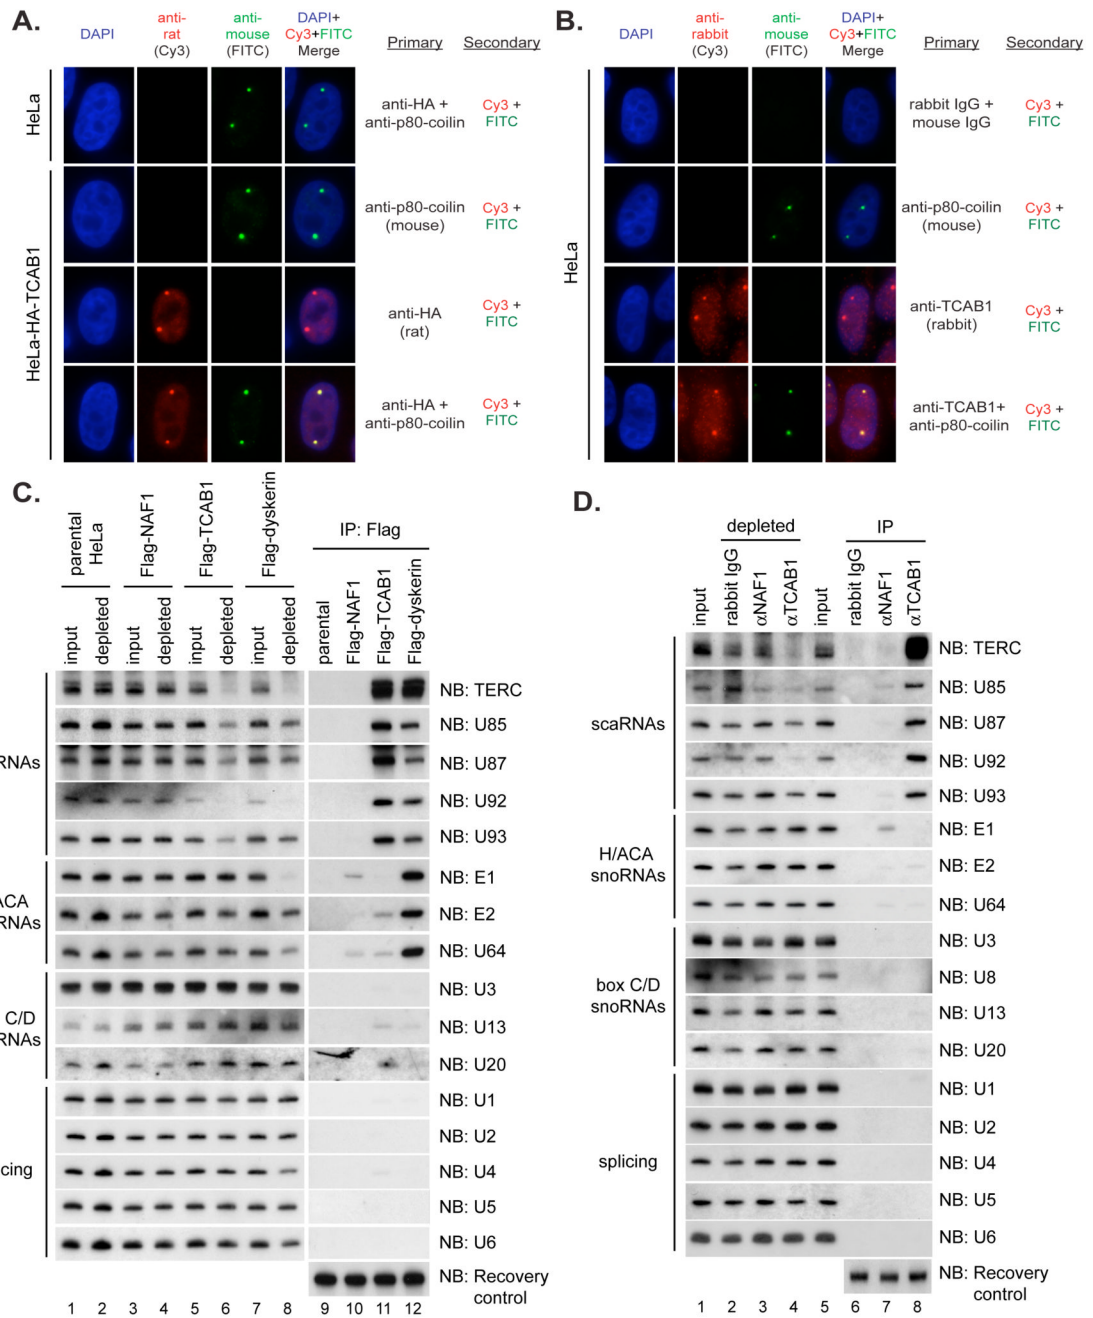 A.
DAPI
anti-
rat
(Cy3)
anti-
mouse
(FITC)
DAPI+
Cy3+FITC
Merge
Primary
Secondary
HeLa
anti-HA +
anti-p80-coilin
Cy3 +
FITC
HeLa-HA-TCAB1
anti-p80-coilin
(mouse)
Cy3 +
FITC
anti-HA
(rat)
Cy3 +
FITC
anti-HA +
anti-p80-coilin
Cy3 +
FITC
B.
DAPI
anti-
rabbit
(Cy3)
anti-
mouse
(FITC)
DAPI+
Cy3+FITC
Merge
Primary
Secondary
HeLa
rabbit IgG +
mouse IgG
Cy3 +
FITC
anti-p80-coilin
(mouse)
Cy3 +
FITC
anti-TCAB1
(rabbit)
Cy3 +
FITC
anti-TCAB1+
anti-p80-coilin
Cy3 +
FITC
C.
parental
HeLa
Flag-NAF1
Flag-TCAB1
Flag-dyskerin
IP: Flag
input
depleted
input
depleted
input
depleted
input
depleted
parental
Flag-NAF1
Flag-TCAB1
Flag-dyskerin
RNAs
NB: TERC
NB: U85
NB: U87
NB: U92
NB: U93
ACA
RNAs
NB: E1
NB: E2
NB: U64
C/D
RNAs
NB: U3
NB: U13
NB: U20
cing
NB: U1
NB: U2
NB: U4
NB: U5
NB: U6
NB: Recovery
control
1 2 3 4 5 6 7 8 9 10 11 12
D.
depleted
IP
input
rabbit IgG
αNAF1
αTCAB1
input
rabbit IgG
αNAF1
αTCAB1
scaRNAs
NB: TERC
NB: U85
NB: U87
NB: U92
NB: U93
H/ACA
snoRNAs
NB: E1
NB: E2
NB: U64
box C/D
snoRNAs
NB: U3
NB: U8
NB: U13
NB: U20
splicing
NB: U1
NB: U2
NB: U4
NB: U5
NB: U6
NB: Recovery
control
1 2 3 4 5 6 7 8